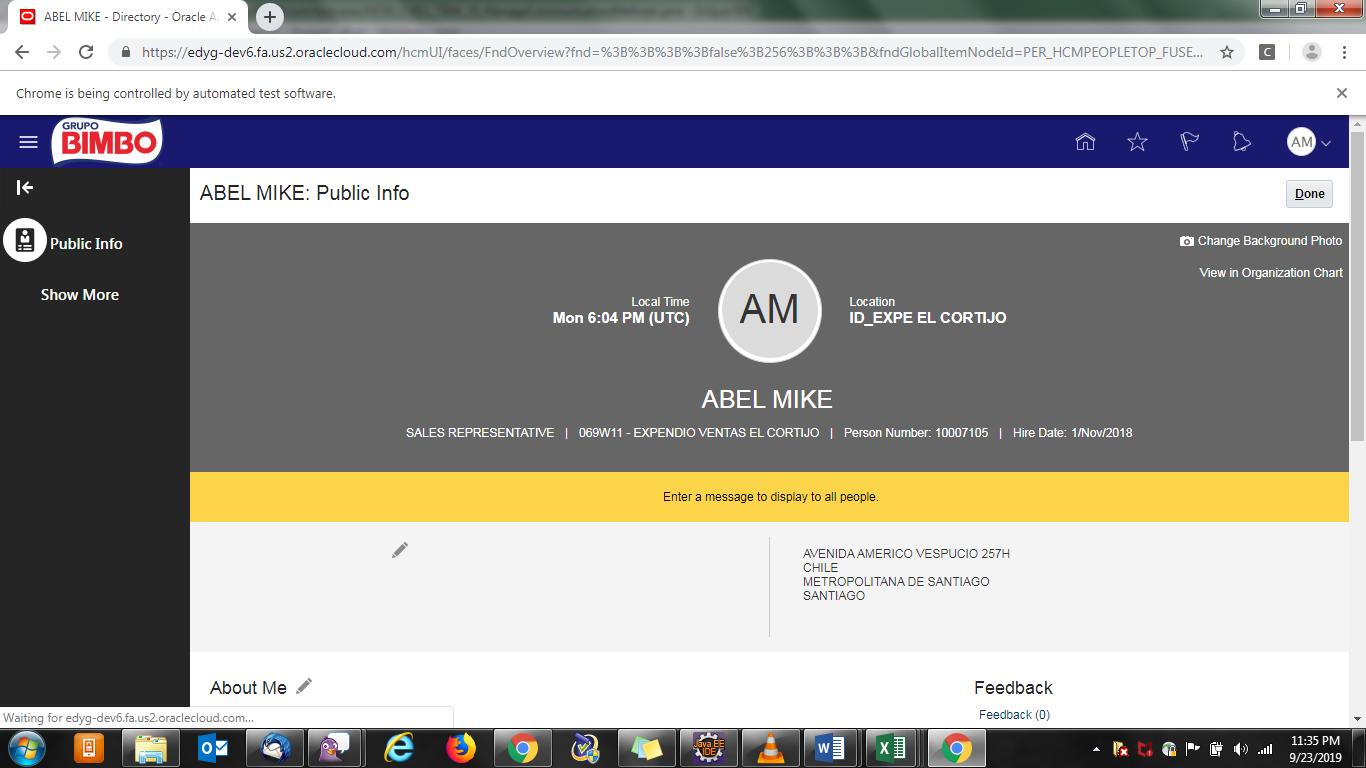 ABEL MIKE - Directory - Oracle A
https://edyg-dev6.fa.us2.oraclecloud.com/hcmUI/faces/FndOverview?fnd=%3B%3B%3B%3Bfalse%3B256%3B%3B%3B&fndGlobalItemNodeId=PER_HCMPEOPLETOP_FUSE...
C
Chrome is being controlled by automated test software.
GRUPO
BIMBO
AM
ABEL MIKE: Public Info
Done
Public Info
Show More
Change Background Photo
View in Organization Chart
Local Time
Mon 6:04 PM (UTC)
AM
Location
ID_EXPE EL CORTIJO
ABEL MIKE
SALES REPRESENTATIVE | 069W11 - EXPENDIO VENTAS EL CORTIJO | Person Number: 10007105 | Hire Date: 1/Nov/2018
Enter a message to display to all people.
AVENIDA AMERICO VESPUCIO 257H
CHILE
METROPOLITANA DE SANTIAGO
SANTIAGO
About Me
Feedback
Feedback (0)
Waiting for edyg-dev6.fa.us2.oraclecloud.com...
Java EE
IDE
11:35 PM
9/23/2019